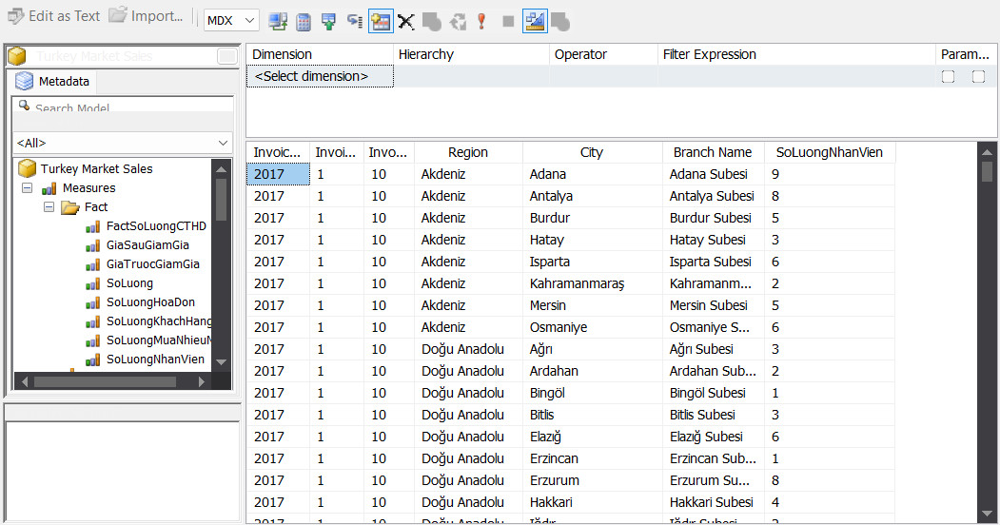 Edit as Text Import... MDX
Turkey Market Sales
Metadata
Search Model
<All>
Turkey Market Sales
Measures
Fact
FactSoLuongCTHD
GiaSauGiamGia
GiaTruocGiamGia
SoLuong
SoLuongHoaDon
SoLuongKhachHang
SoLuongMuaNhieuN
SoLuongNhanVien
Dimension Hierarchy Operator Filter Expression Param...
<Select dimension>
Invoic... Invoi... Invo... Region City Branch Name SoLuongNhanVien
2017 1 10 Akdeniz Adana Adana Subesi 9
2017 1 10 Akdeniz Antalya Antalya Subesi 8
2017 1 10 Akdeniz Burdur Burdur Subesi 5
2017 1 10 Akdeniz Hatay Hatay Subesi 3
2017 1 10 Akdeniz Isparta Isparta Subesi 6
2017 1 10 Akdeniz Kahramanmaraş Kahramanm... 2
2017 1 10 Akdeniz Mersin Mersin Subesi 5
2017 1 10 Akdeniz Osmaniye Osmaniye S... 6
2017 1 10 Doğu Anadolu Ağrı Ağrı Subesi 3
2017 1 10 Doğu Anadolu Ardahan Ardahan Sub... 2
2017 1 10 Doğu Anadolu Bingöl Bingöl Subesi 1
2017 1 10 Doğu Anadolu Bitlis Bitlis Subesi 3
2017 1 10 Doğu Anadolu Elazığ Elazığ Subesi 6
2017 1 10 Doğu Anadolu Erzincan Erzincan Sub... 1
2017 1 10 Doğu Anadolu Erzurum Erzurum Su... 8
2017 1 10 Doğu Anadolu Hakkari Hakkari Subesi 4
2017 1 10 Doğu Anadolu Iğdır Iğdır Subesi 2